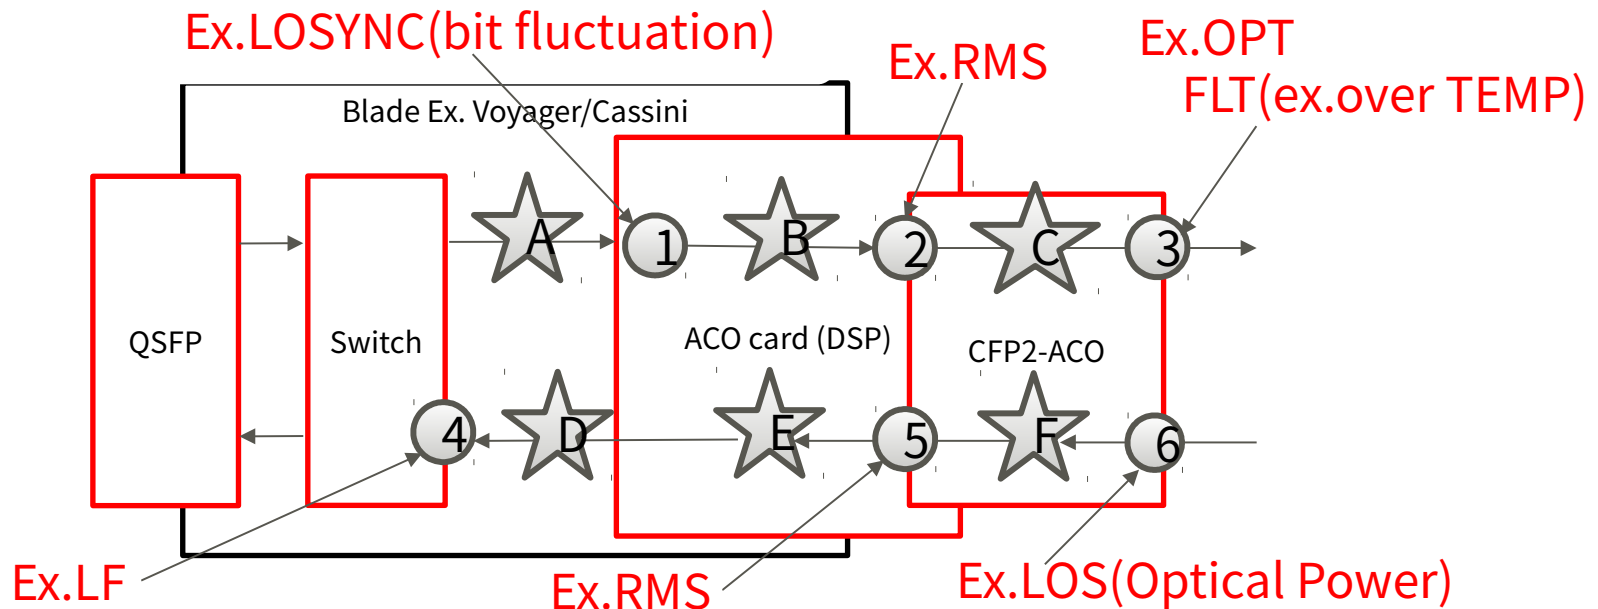 Ex.LOSYNC(bit fluctuation)
Ex.RMS
Ex.OPT
FLT(ex.over TEMP)
Blade Ex. Voyager/Cassini
A
1
B
2
C
3
QSFP
Switch
ACO card (DSP)
CFP2-ACO
4
D
E
5
F
6
Ex.LF
Ex.RMS
Ex.LOS(Optical Power)